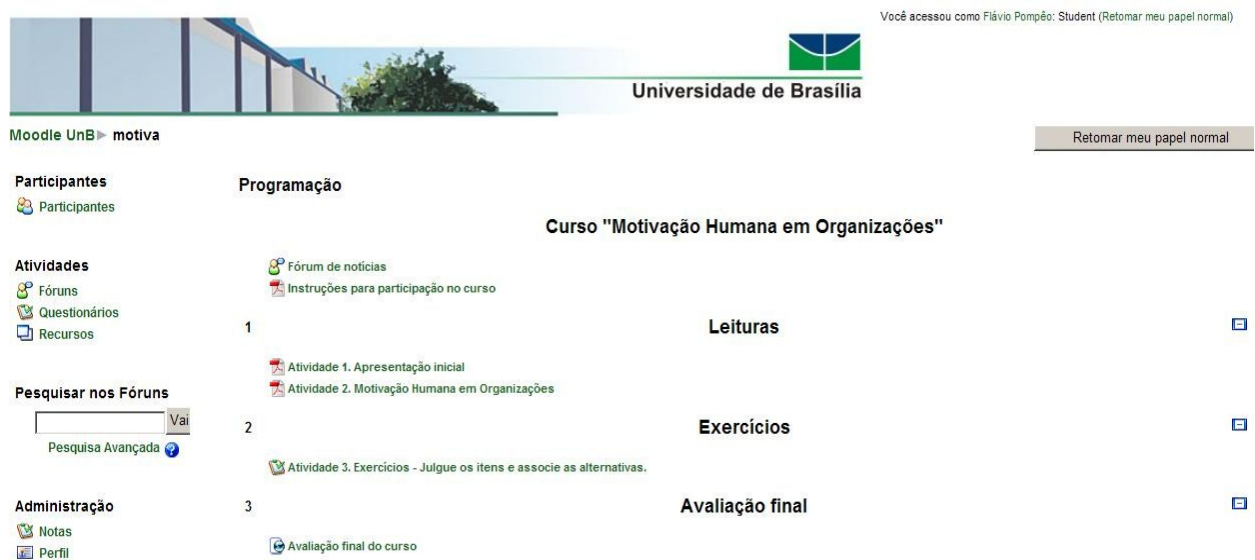 Você acessou como Flávio Pompêo: Student (Retomar meu papel normal)
Universidade de Brasília
Moodle UnB ► motiva
Retomar meu papel normal
Participantes
Participantes
Atividades
Fóruns
Questionários
Recursos
Pesquisar nos Fóruns
Vai
Pesquisa Avançada ?
Administração
Notas
Perfil
Programação
Curso "Motivação Humana em Organizações"
Fórum de notícias
Instruções para participação no curso
1 Leituras
Atividade 1. Apresentação inicial
Atividade 2. Motivação Humana em Organizações
2 Exercícios
Atividade 3. Exercícios - Julgue os itens e associe as alternativas.
3 Avaliação final
Avaliação final do curso